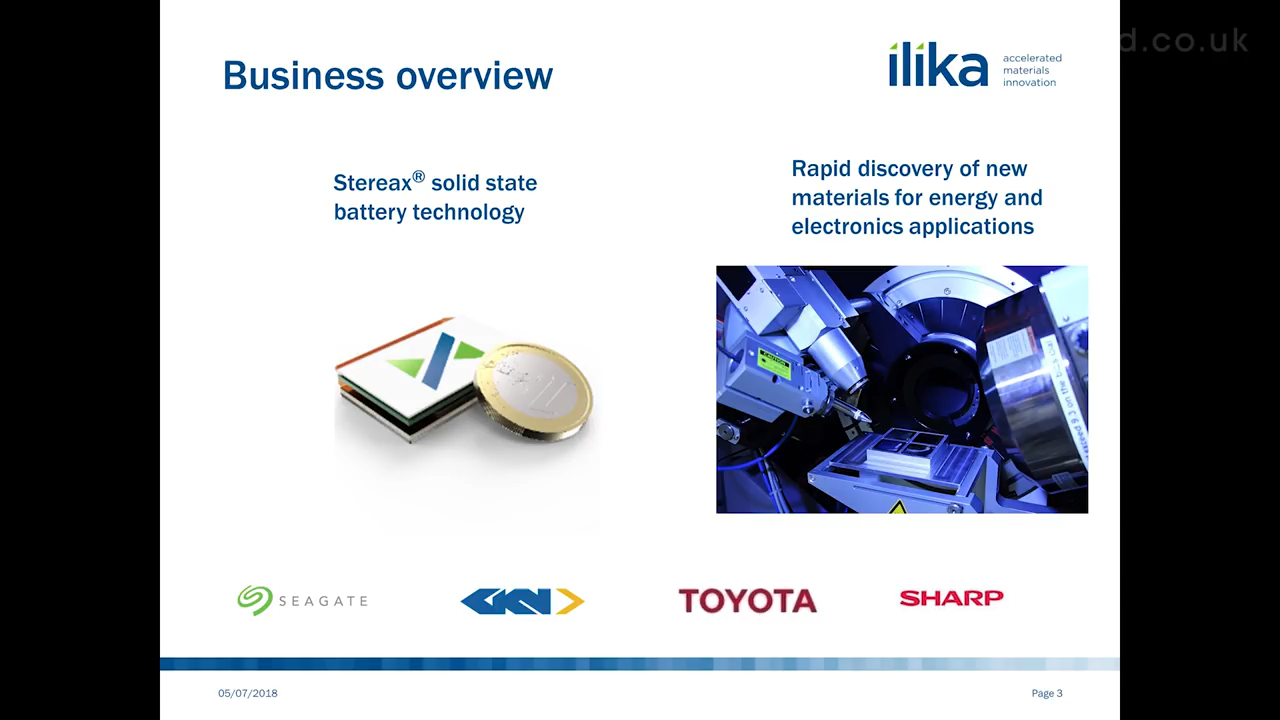 d.co.uk
Business overview
ilika
accelerated
materials
innovation
Stereax® solid state
battery technology
Rapid discovery of new
materials for energy and
electronics applications
CAUTION
SEAGATE
GKN
TOYOTA
SHARP
05/07/2018
Page 3